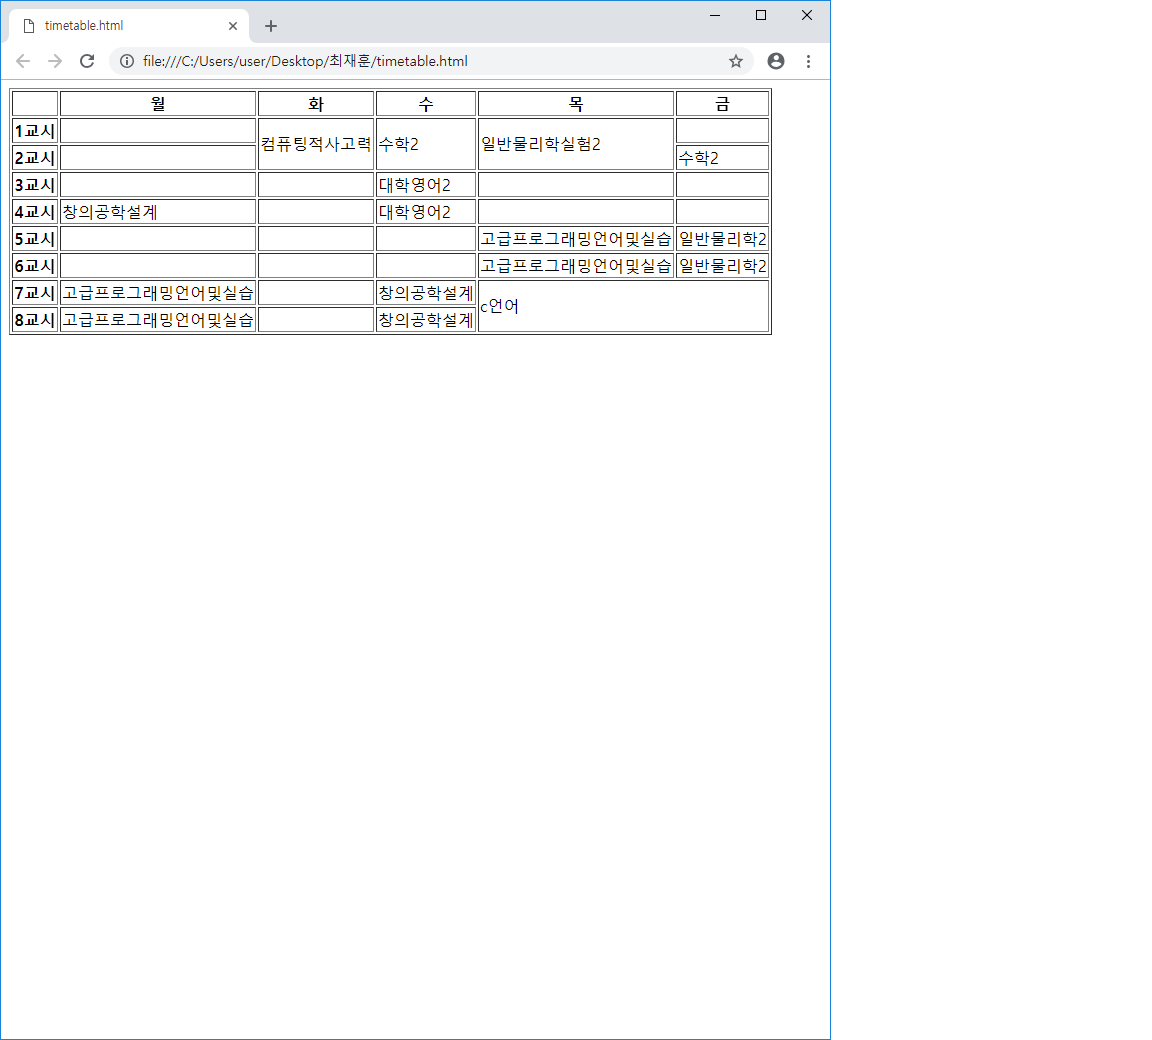 timetable.html
file:///C:/Users/user/Desktop/최재훈/timetable.html
월 화 수 목 금
1교시 컴퓨팅적사고력 수학2 일반물리학실험2
2교시 수학2
3교시 대학영어2
4교시 창의공학설계 대학영어2
5교시 고급프로그래밍언어및실습 일반물리학2
6교시 고급프로그래밍언어및실습 일반물리학2
7교시 고급프로그래밍언어및실습 창의공학설계 c언어
8교시 고급프로그래밍언어및실습 창의공학설계